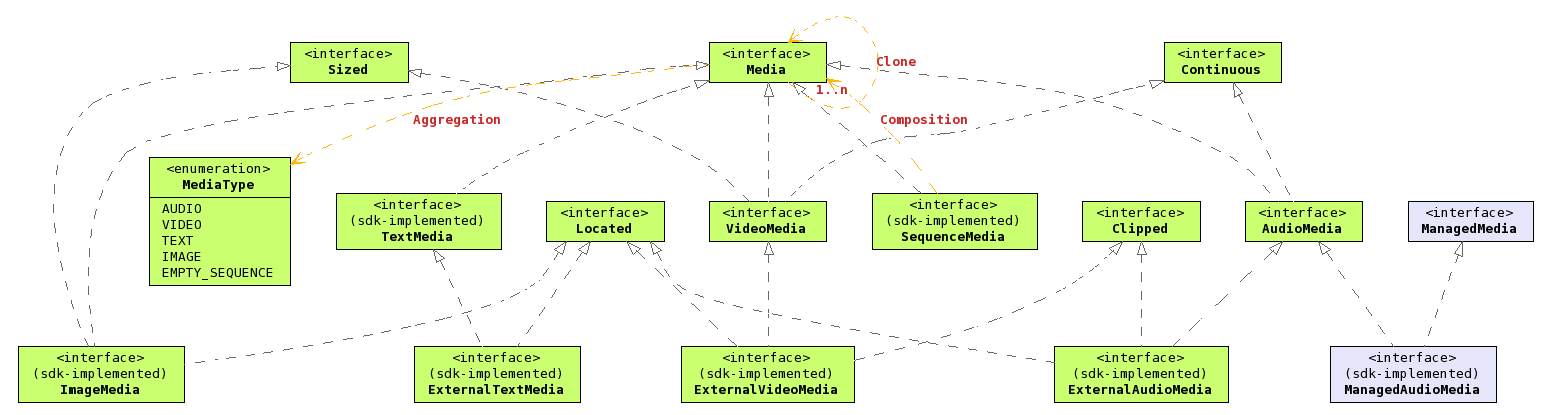 <interface>
Sized
<interface>
Media
<interface>
Continuous
Clone
1..n
Aggregation
Composition
<enumeration>
MediaType
AUDIO
VIDEO
TEXT
IMAGE
EMPTY_SEQUENCE
<interface>
(sdk-implemented)
TextMedia
<interface>
Located
<interface>
VideoMedia
<interface>
(sdk-implemented)
SequenceMedia
<interface>
Clipped
<interface>
AudioMedia
<interface>
ManagedMedia
<interface>
(sdk-implemented)
ImageMedia
<interface>
(sdk-implemented)
ExternalTextMedia
<interface>
(sdk-implemented)
ExternalVideoMedia
<interface>
(sdk-implemented)
ExternalAudioMedia
<interface>
(sdk-implemented)
ManagedAudioMedia